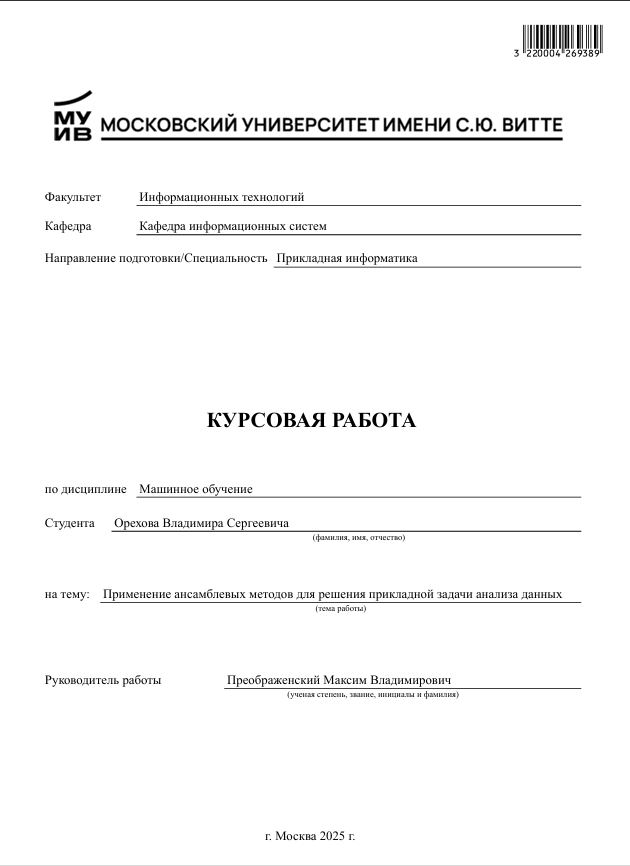 3 220004 269389
МУ
ИВ
МОСКОВСКИЙ УНИВЕРСИТЕТ ИМЕНИ С.Ю. ВИТТЕ
Факультет Информационных технологий
Кафедра Кафедра информационных систем
Направление подготовки/Специальность Прикладная информатика
КУРСОВАЯ РАБОТА
по дисциплине Машинное обучение
Студента Орехова Владимира Сергеевича
(фамилия, имя, отчество)
на тему: Применение ансамблевых методов для решения прикладной задачи анализа данных
(тема работы)
Руководитель работы Преображенский Максим Владимирович
(ученая степень, звание, инициалы и фамилия)
г. Москва 2025 г.